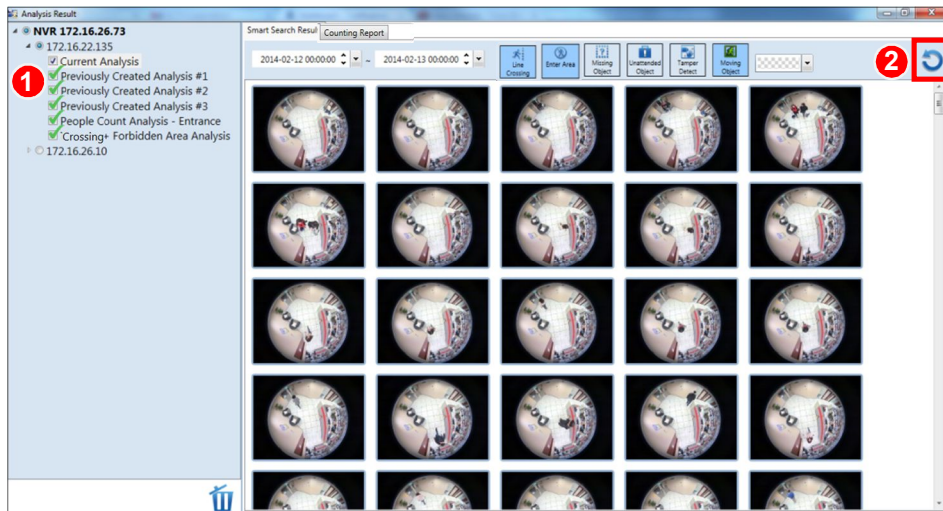 Analysis Result
NVR 172.16.26.73
172.16.22.135
Current Analysis
Previously Created Analysis #1
Previously Created Analysis #2
Previously Created Analysis #3
People Count Analysis - Entrance
Crossing+ Forbidden Area Analysis
172.16.26.10
1
Smart Search Resul
Counting Report
2014-02-12 00:00:00 ~ 2014-02-13 00:00:00
Line
Crossing
Enter Area
Missing
Object
Unattanded
Object
Tamper
Detect
Moving
Object
2